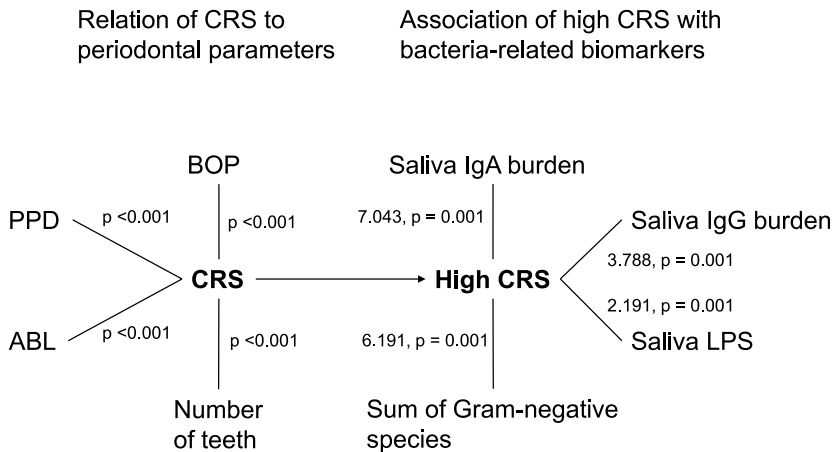 Relation of CRS to
periodontal parameters
Association of high CRS with
bacteria-related biomarkers
BOP
Saliva IgA burden
PPD
p <0.001
p <0.001
7.043, p = 0.001
Saliva IgG burden
3.788, p = 0.001
CRS
High CRS
2.191, p = 0.001
ABL
p <0.001
p <0.001
6.191, p = 0.001
Saliva LPS
Number
of teeth
Sum of Gram-negative
species